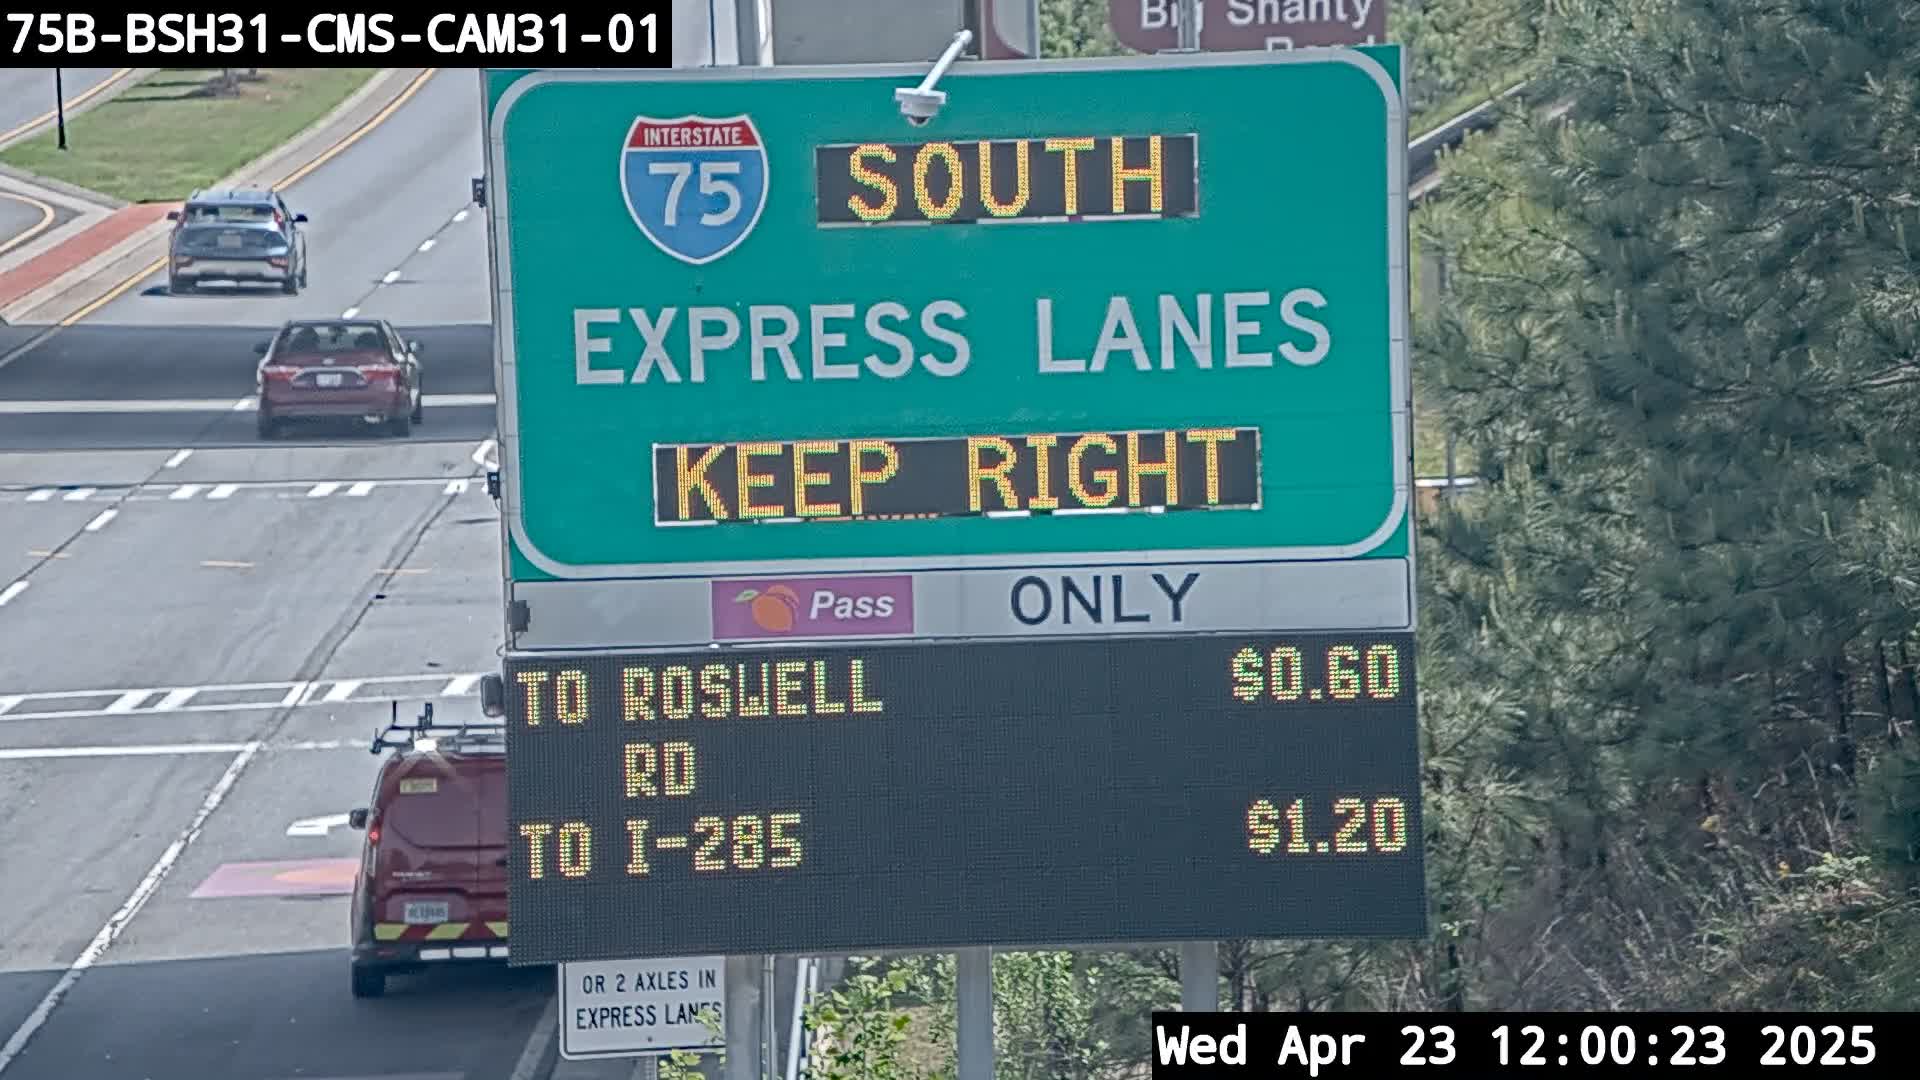 75B-BSH31-CMS-CAM31-01
Big Shanty
Road
INTERSTATE
75
SOUTH
EXPRESS LANES
KEEP RIGHT
Pass ONLY
TO ROSWELL $0.60
RD
TO I-285 $1.20
OR 2 AXLES IN
EXPRESS LANES
Wed Apr 23 12:00:23 2025